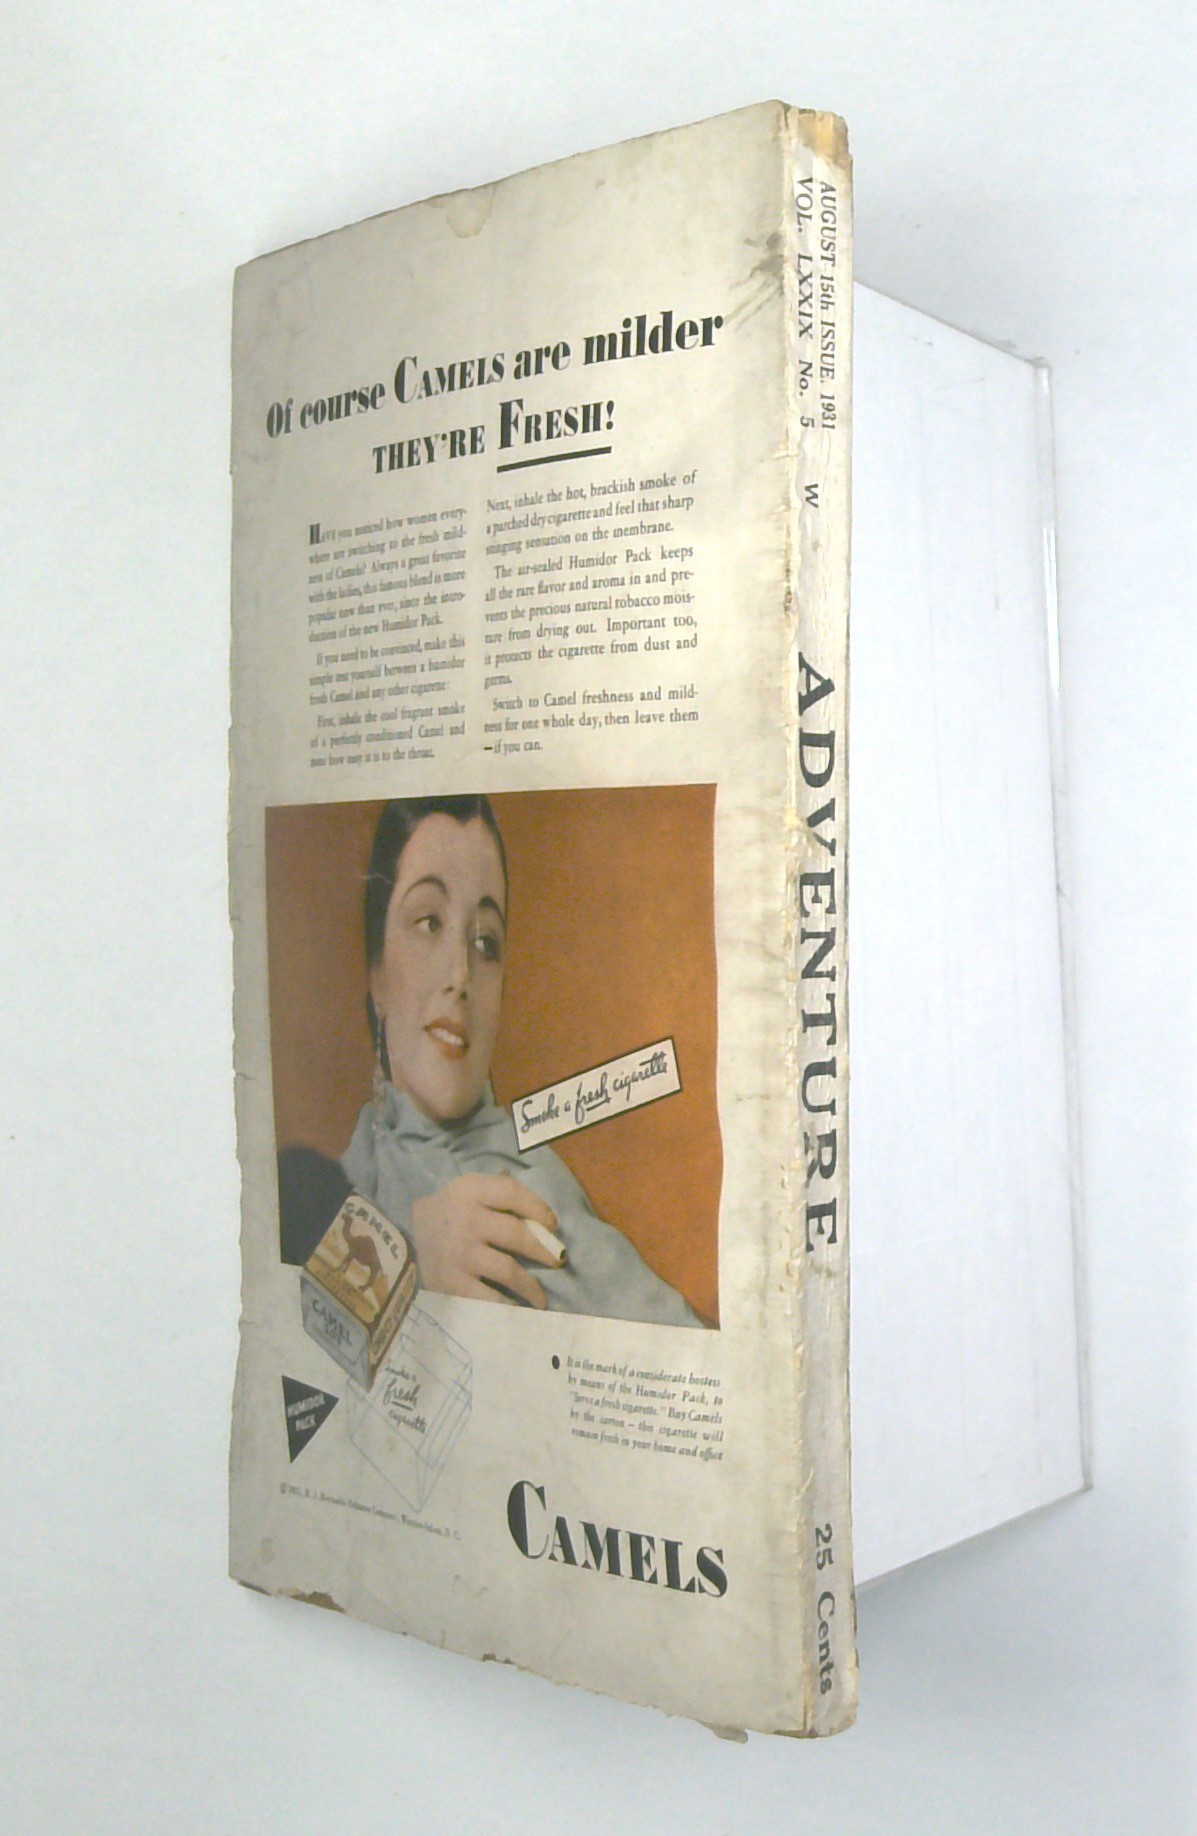 Of course CAMELS are milder
THEY'RE FRESH!
HAVE you noticed how women every-
where are switching to the fresh mild-
ness of Camels? Always a great favorite
with the ladies, this famous blend is more
popular now than ever, since the intro-
duction of the new Humidor Pack.
If you need to be convinced, make this
simple test yourself between a humidor
fresh Camel and any other cigarette:
First, inhale the cool fragrant smoke
of a perfectly conditioned Camel and
note how easy it is to the throat.
Next, inhale the hot, brackish smoke of
a parched dry cigarette and feel that sharp
stinging sensation on the membrane.
The air-sealed Humidor Pack keeps
all the rare flavor and aroma in and pre-
vents the precious natural tobacco mois-
ture from drying out. Important too,
it protects the cigarette from dust and
germs.
Switch to Camel freshness and mild-
ness for one whole day, then leave them
—if you can.
Smoke a fresh cigarette
CAMEL
CAMEL
Smoke a
fresh
cigarette
HUMIDOR
PACK
● It is the mark of a considerate hostess
by means of the Humidor Pack, to
"Serve a fresh cigarette." Buy Camels
by the carton — this cigarette will
remain fresh in your home and office
© 1931, R. J. Reynolds Tobacco Company, Winston-Salem, N. C.
CAMELS
AUGUST 15th ISSUE, 1931
VOL. LXXIX No. 5 W
ADVENTURE
25 Cents